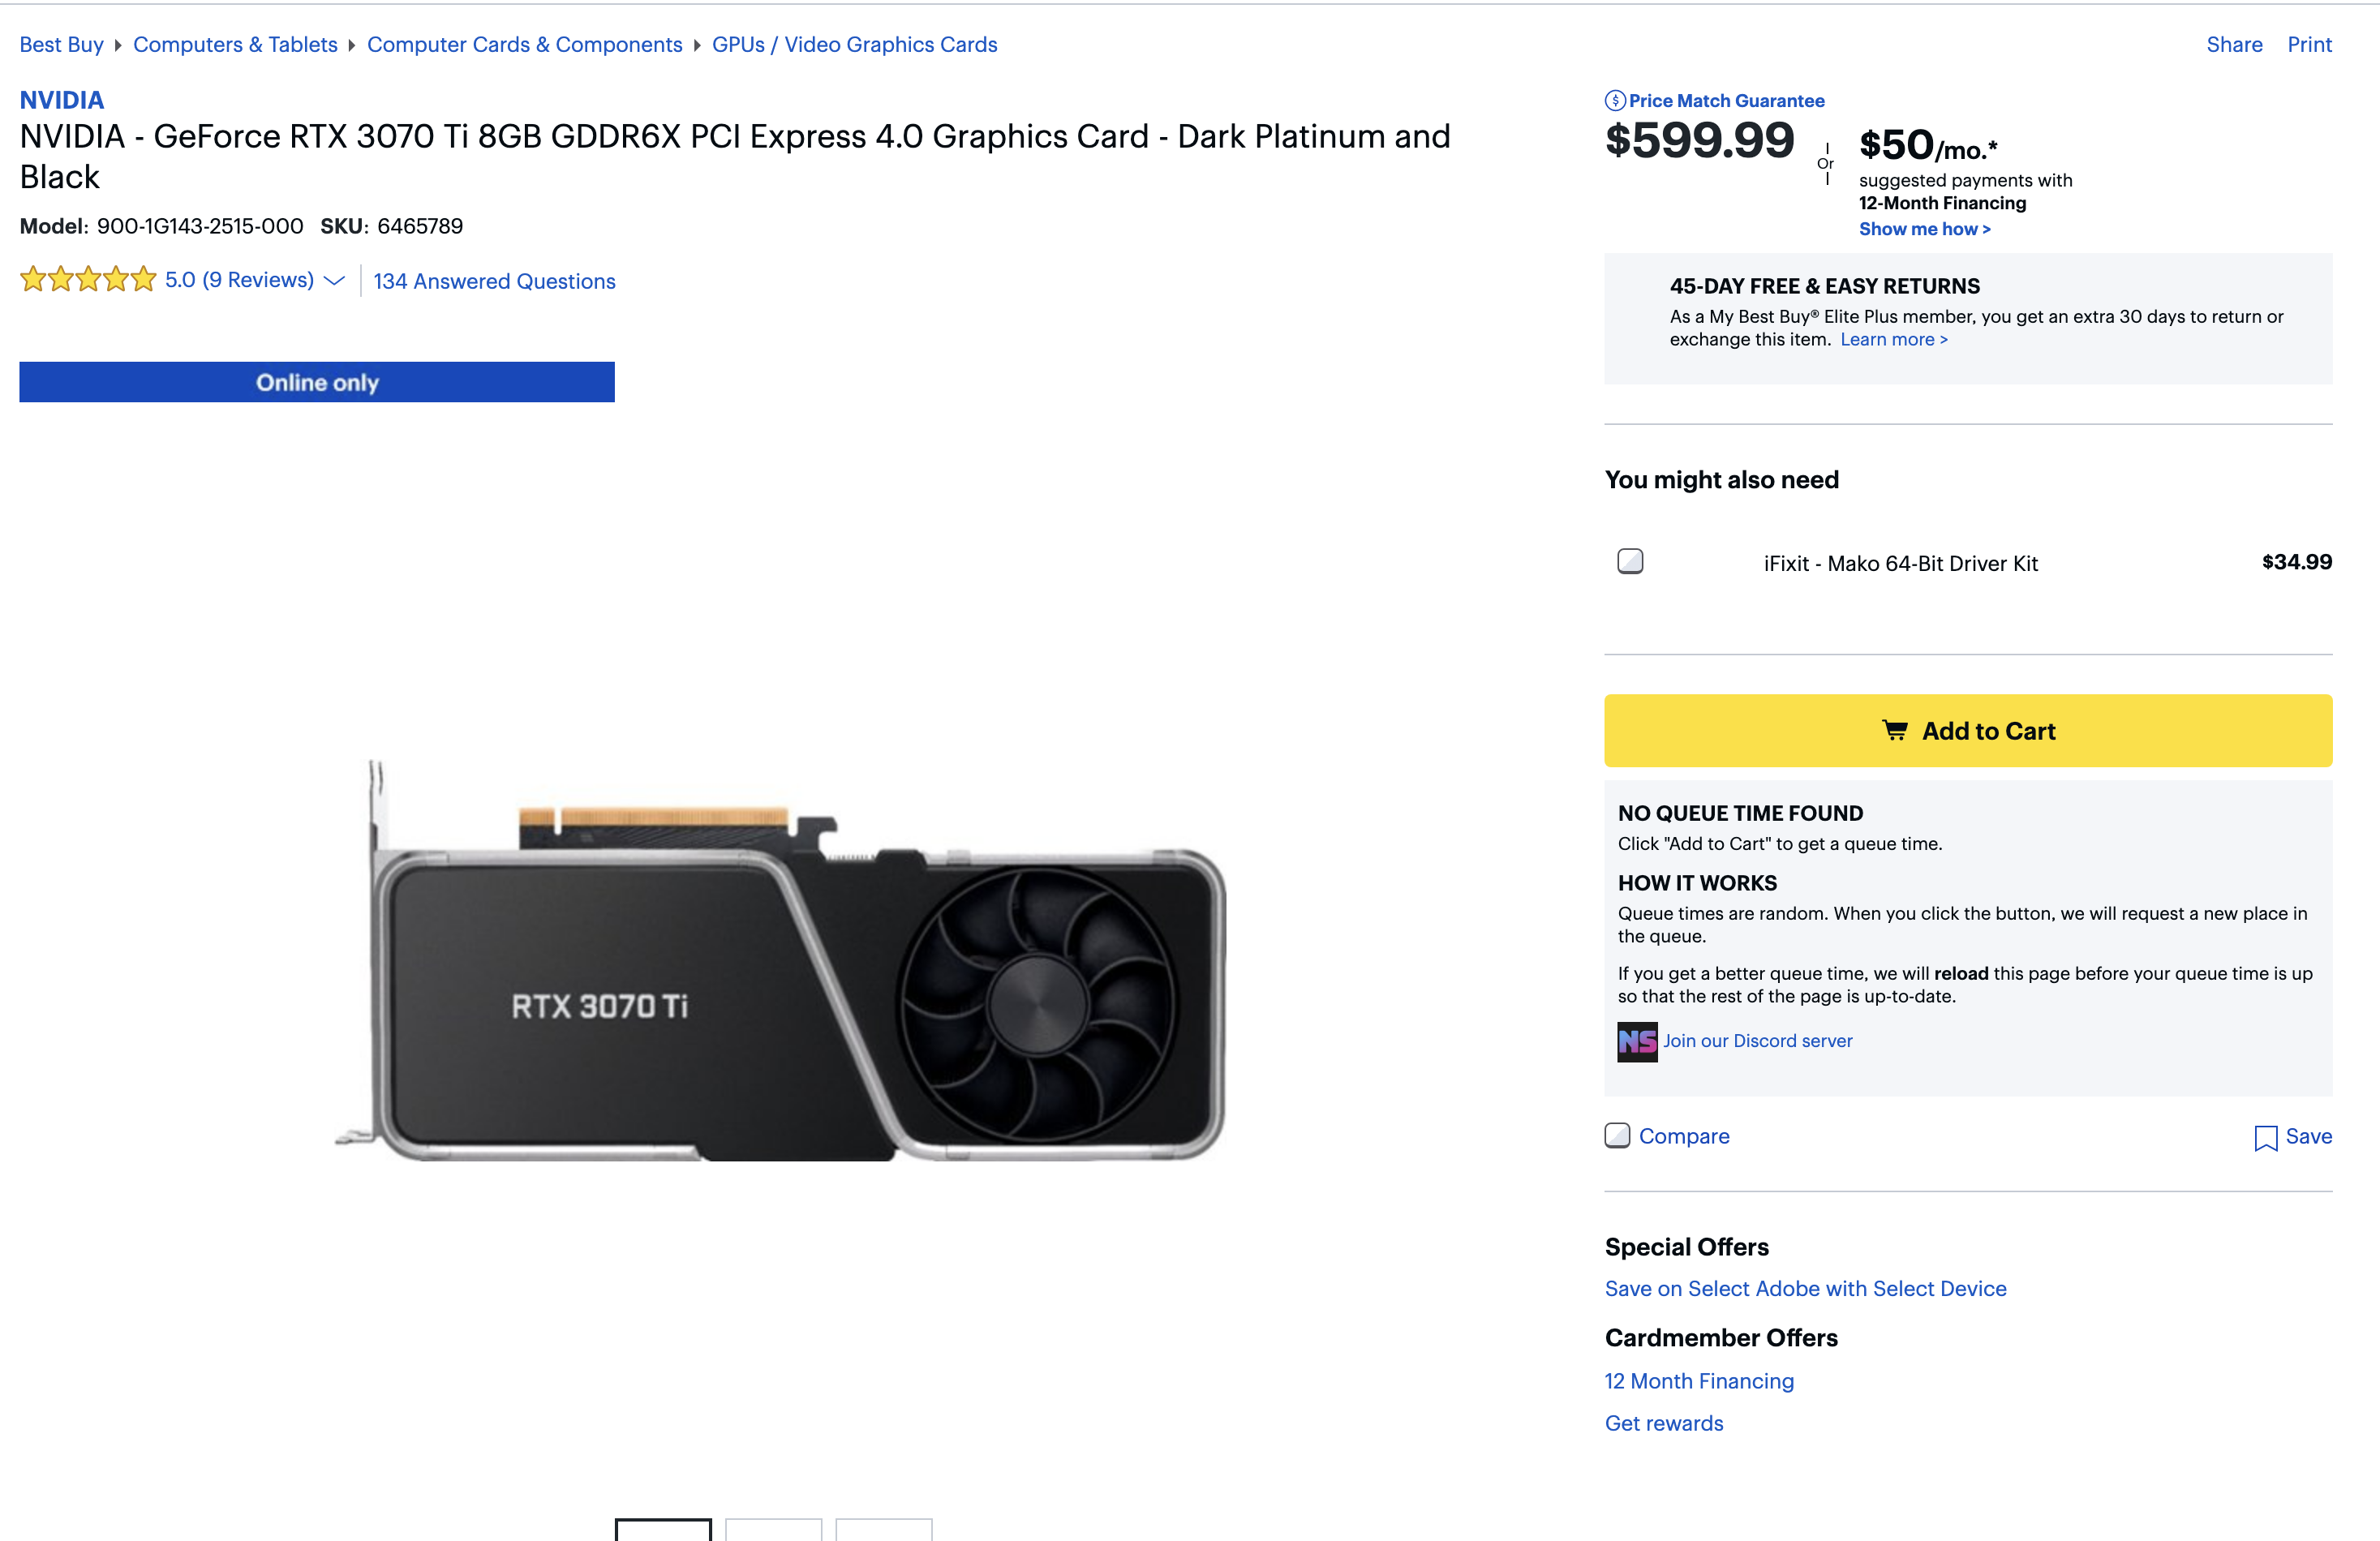 Best Buy Computers & Tablets Computer Cards & Components GPUs / Video Graphics Cards
Share Print
NVIDIA
NVIDIA - GeForce RTX 3070 Ti 8GB GDDR6X PCI Express 4.0 Graphics Card - Dark Platinum and
Black
Model: 900-1G143-2515-000 SKU: 6465789
5.0 (9 Reviews) 134 Answered Questions
Online only
RTX 3070 Ti
Price Match Guarantee
$599.99
Or
$50/mo.*
suggested payments with
12-Month Financing
Show me how >
45-DAY FREE & EASY RETURNS
As a My Best Buy® Elite Plus member, you get an extra 30 days to return or
exchange this item. Learn more >
You might also need
iFixit - Mako 64-Bit Driver Kit $34.99
Add to Cart
NO QUEUE TIME FOUND
Click "Add to Cart" to get a queue time.
HOW IT WORKS
Queue times are random. When you click the button, we will request a new place in
the queue.
If you get a better queue time, we will reload this page before your queue time is up
so that the rest of the page is up-to-date.
NS Join our Discord server
Compare Save
Special Offers
Save on Select Adobe with Select Device
Cardmember Offers
12 Month Financing
Get rewards